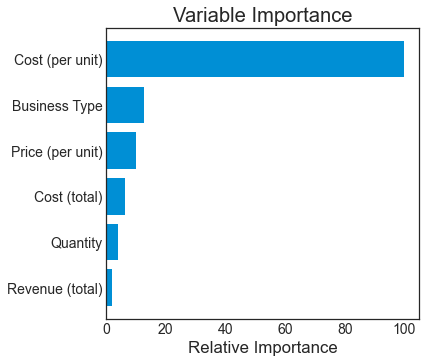 Variable Importance
Cost (per unit)
Business Type
Price (per unit)
Cost (total)
Quantity
Revenue (total)
0 20 40 60 80 100
Relative Importance